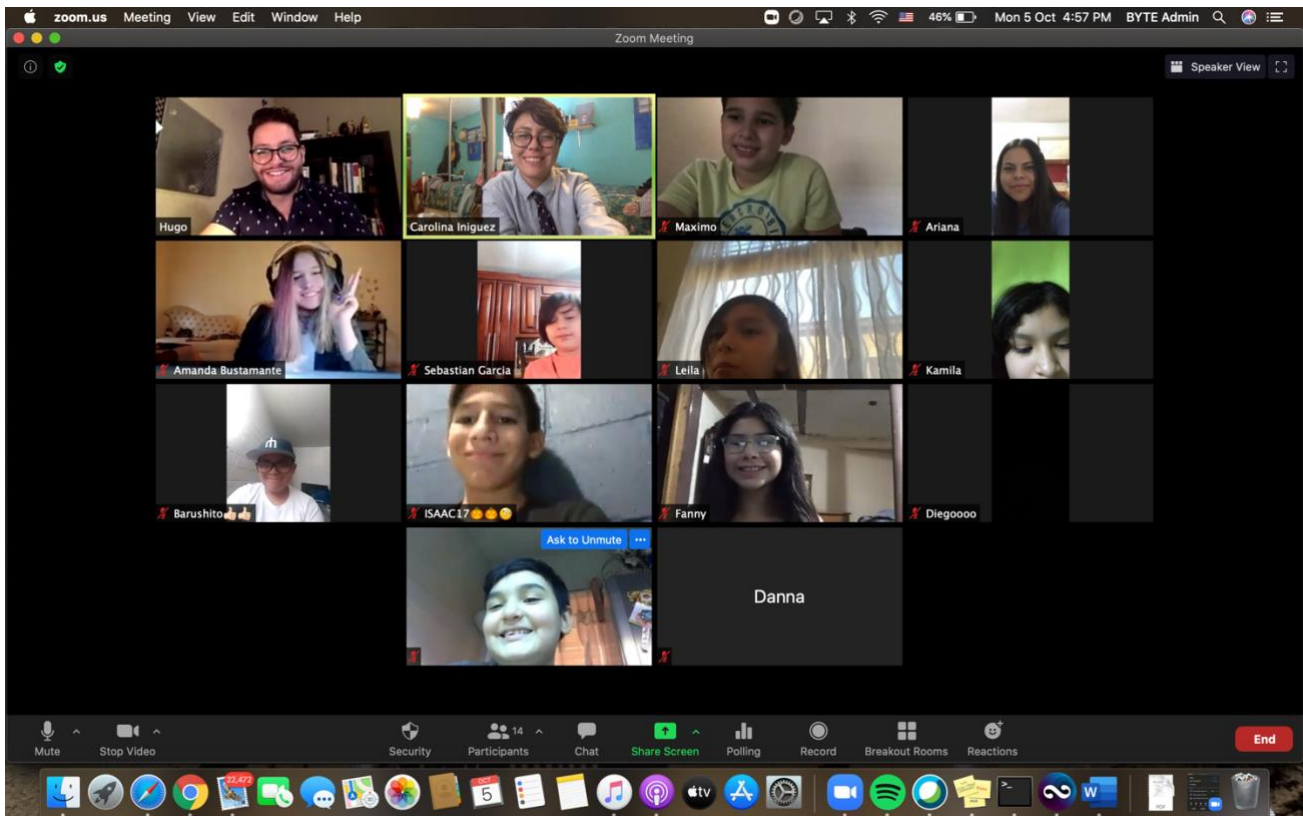 zoom.us Meeting View Edit Window Help 46% Mon 5 Oct 4:57 PM BYTE Admin
Zoom Meeting
Speaker View
Hugo
Carolina Iniguez
Maximo
Ariana
Amanda Bustamante
Sebastian Garcia
Leila
Kamila
Barushito👍🏻👍🏻
ISAAC17🎃🎃🧐
Fanny
Diegoooo
Ask to Unmute ...
Danna
14
Mute
Stop Video
Security
Participants
Chat
Share Screen
Polling
Record
Breakout Rooms
Reactions
End
22,472
OCT
5
tv
W
PDF